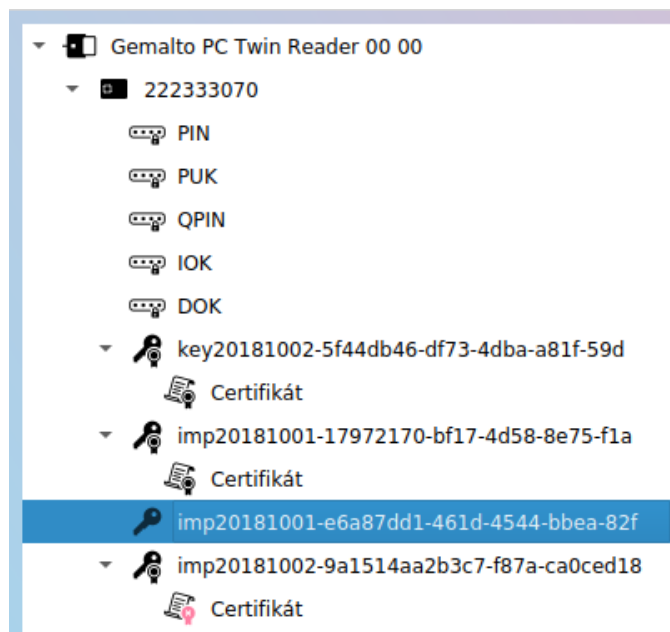 Gemalto PC Twin Reader 00 00
222333070
PIN
PUK
QPIN
IOK
DOK
key20181002-5f44db46-df73-4dba-a81f-59d
Certifikát
imp20181001-17972170-bf17-4d58-8e75-f1a
Certifikát
imp20181001-e6a87dd1-461d-4544-bbea-82f
imp20181002-9a1514aa2b3c7-f87a-ca0ced18
Certifikát